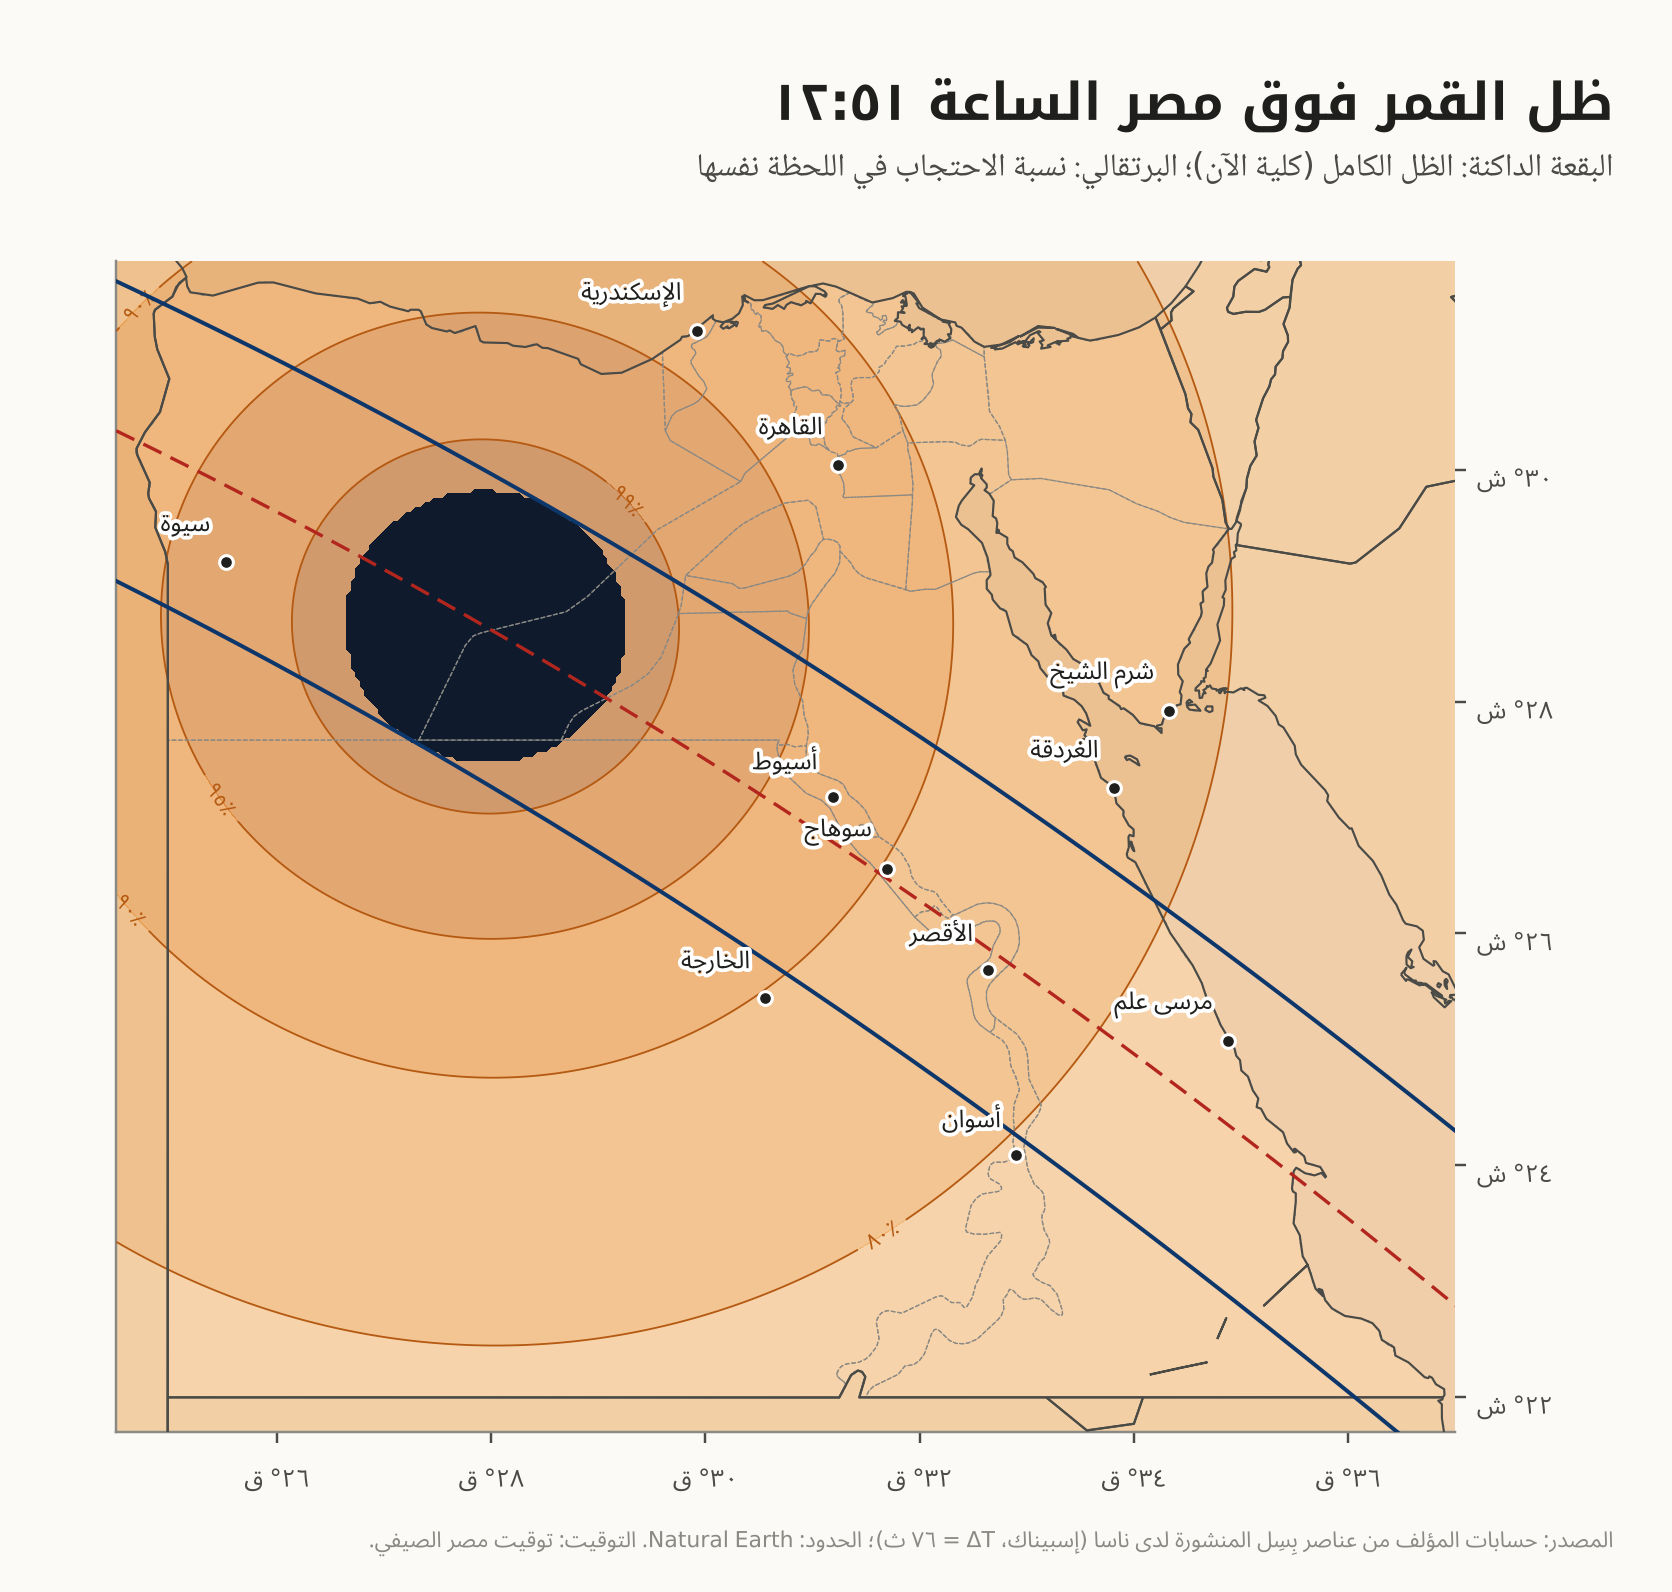 ظل القمر فوق مصر الساعة ١٢:٥١
البقعة الداكنة: الظل الكامل (كلية الآن)؛ البرتقالي: نسبة الاحتجاب في اللحظة نفسها
الإسكندرية
٩٠٪
القاهرة
٣٠° ش
٩٩٪
سيوة
شرم الشيخ
٢٨° ش
الغردقة
أسيوط
٩٥٪
سوهاج
٩٠٪
الأقصر
٢٦° ش
الخارجة
مرسى علم
أسوان
٢٤° ش
٨٠٪
٢٢° ش
٢٦° ق
٢٨° ق
٣٠° ق
٣٢° ق
٣٤° ق
٣٦° ق
المصدر: حسابات المؤلف من عناصر بِسِل المنشورة لدى ناسا (إسبيناك، ΔT = ٧٦ ث)؛ الحدود: Natural Earth. التوقيت: توقيت مصر الصيفي.